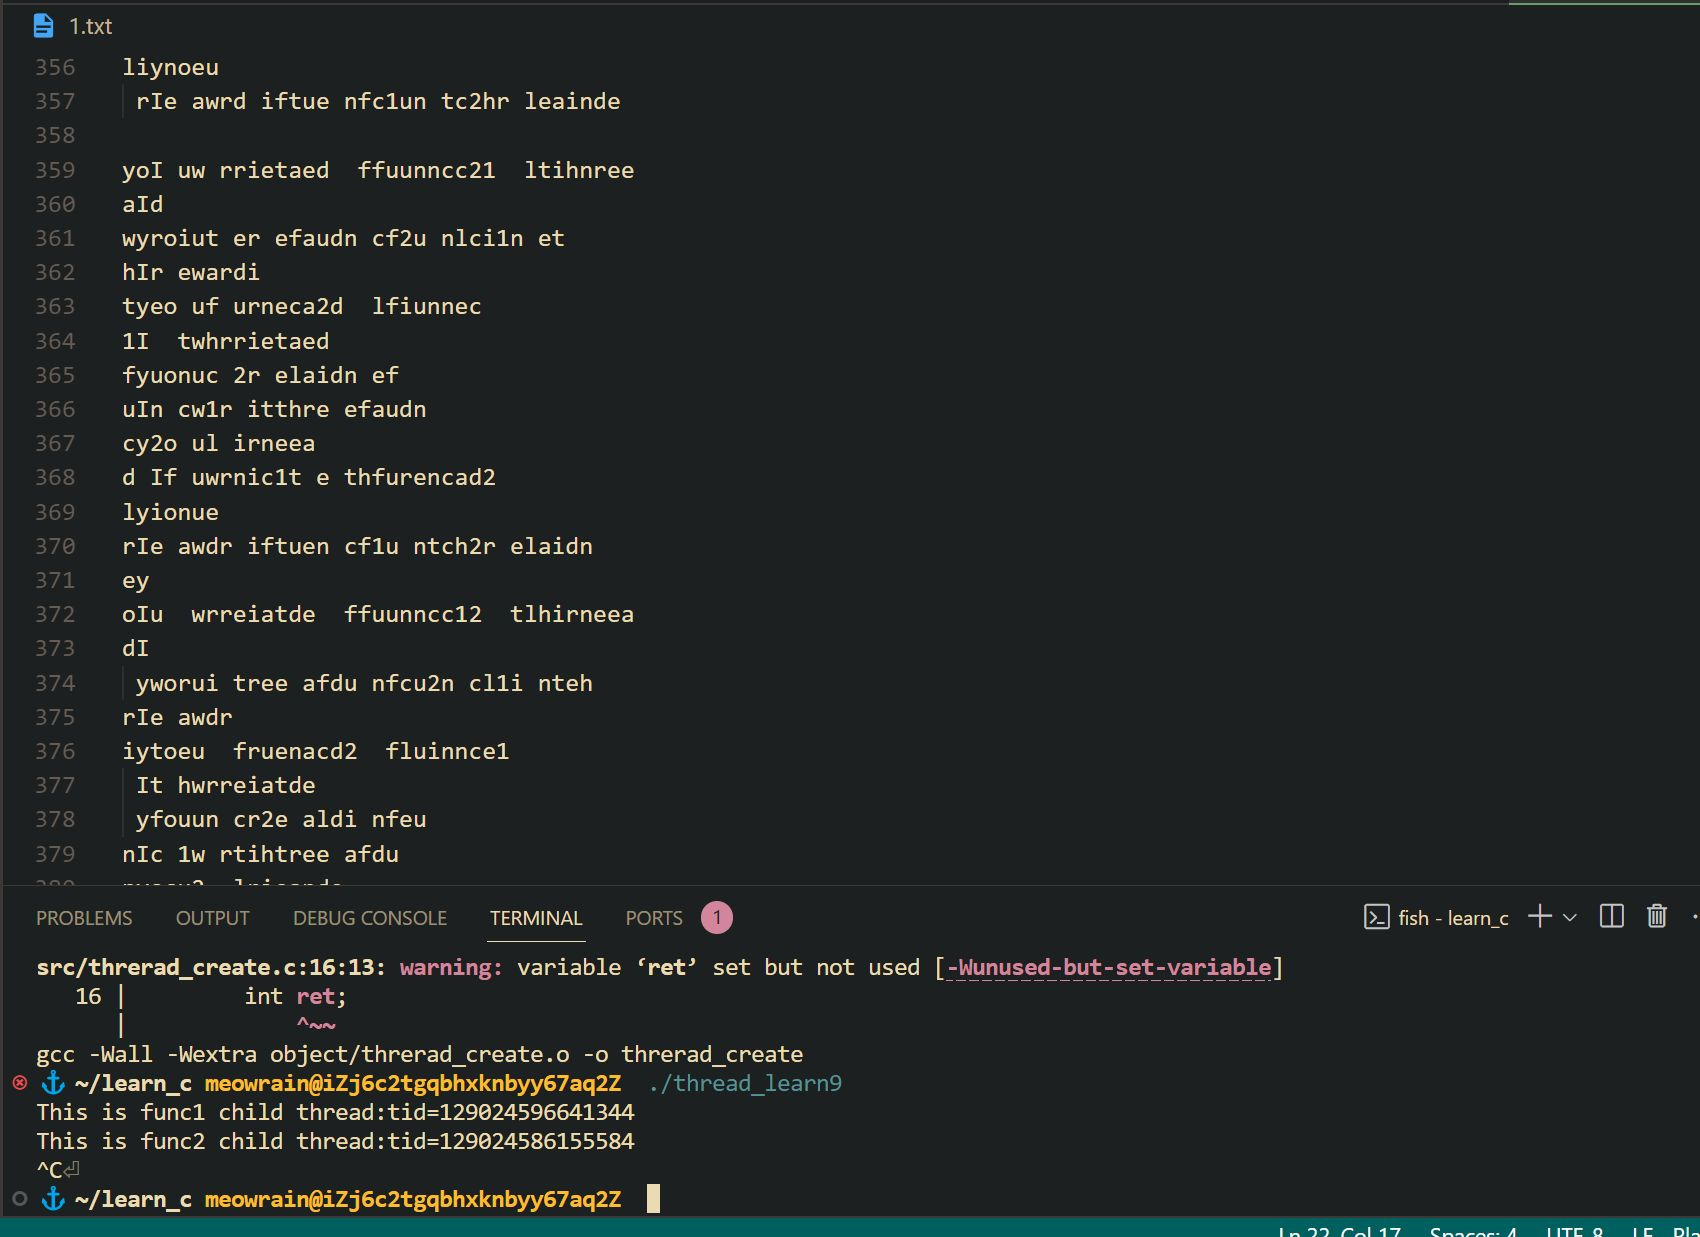 1.txt
356 liynoeu
357 rIe awrd iftue nfc1un tc2hr leainde
358
359 yoI uw rrietaed  ffuunncc21  ltihnree
360 aId
361 wyroiut er efaudn cf2u nlci1n et
362 hIr ewardi
363 tyeo uf urneca2d  lfiunnec
364 1I  twhrrietaed
365 fyuonuc 2r elaidn ef
366 uIn cw1r itthre efaudn
367 cy2o ul irneea
368 d If uwrnic1t e thfurencad2
369 lyionue
370 rIe awdr iftuen cf1u ntch2r elaidn
371 ey
372 oIu  wrreiatde  ffuunncc12  tlhirneea
373 dI
374 yworui tree afdu nfcu2n cl1i nteh
375 rIe awdr
376 iytoeu  fruenacd2  fluinnce1
377 It hwrreiatde
378 yfouun cr2e aldi nfeu
379 nIc 1w rtihtree afdu
PROBLEMS OUTPUT DEBUG CONSOLE TERMINAL PORTS 1 fish - learn_c
src/threrad_create.c:16:13: warning: variable ‘ret’ set but not used [-Wunused-but-set-variable]
16 |         int ret;
|             ^~~
gcc -Wall -Wextra object/threrad_create.o -o threrad_create
~/learn_c meowrain@iZj6c2tgqbhxknbyy67aq2Z ./thread_learn9
This is func1 child thread:tid=129024596641344
This is func2 child thread:tid=129024586155584
^C⏎
~/learn_c meowrain@iZj6c2tgqbhxknbyy67aq2Z
Ln 22, Col 17 Spaces: 4 UTF-8 LF